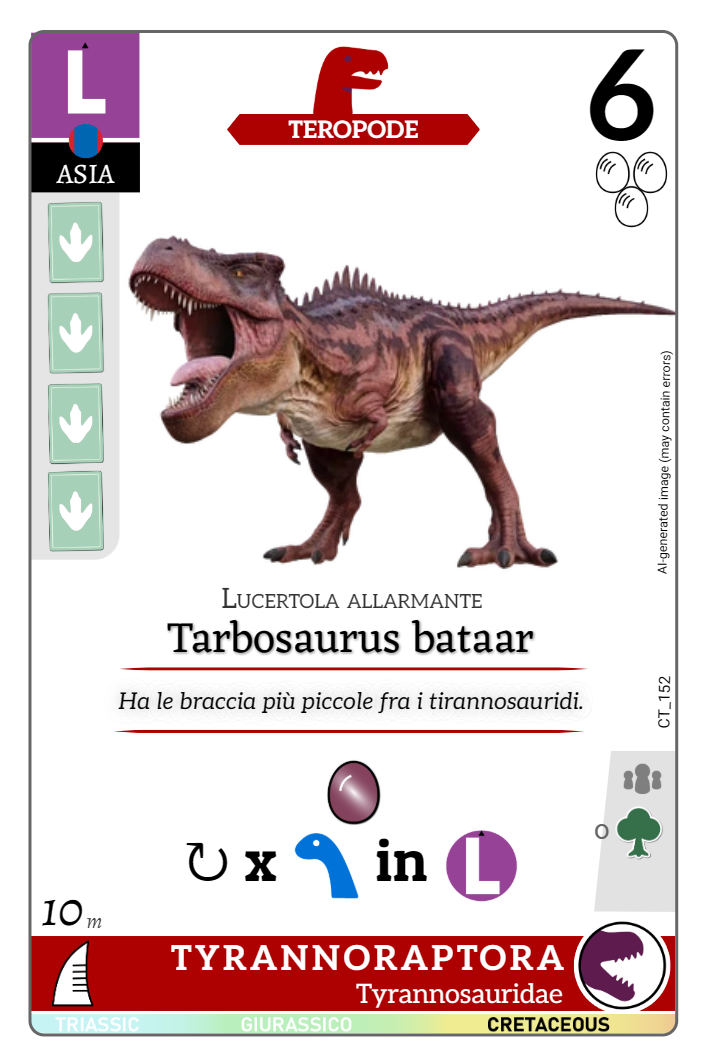 L
ASIA
TEROPODE
6
AI-generated image (may contain errors)
Lucertola allarmante
Tarbosaurus bataar
Ha le braccia più piccole fra i tirannosauridi.
CT_152
o
x in L
10 m
TYRANNORAPTORA
Tyrannosauridae
TRIASSIC GIURASSICO CRETACEOUS